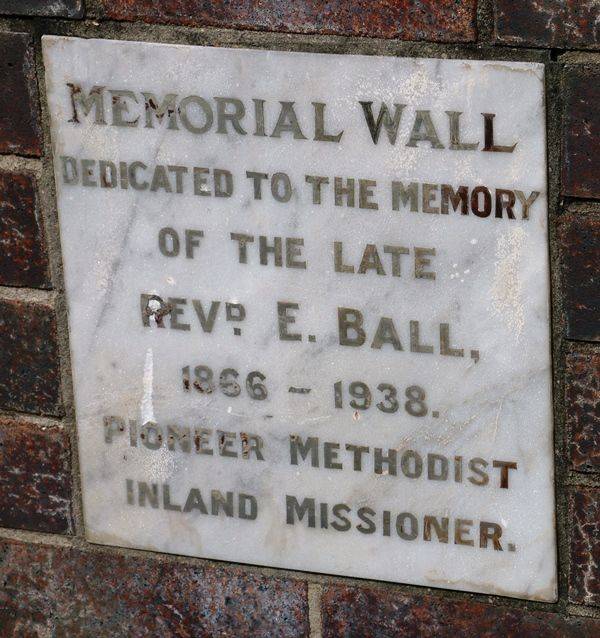 MEMORIAL WALL
DEDICATED TO THE MEMORY
OF THE LATE
REVᴰ. E. BALL,
1866 - 1938.
PIONEER METHODIST
INLAND MISSIONER.